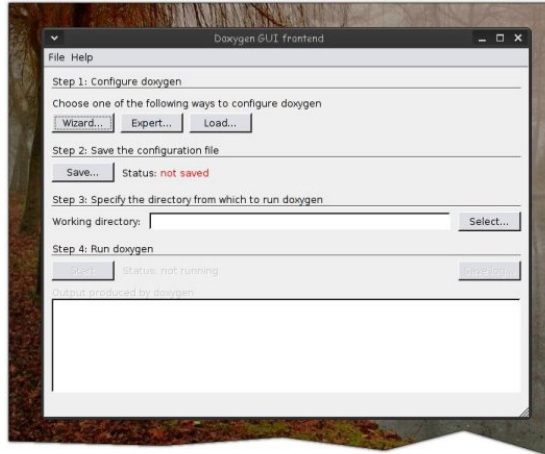 Doxygen GUI frontend
File Help
Step 1: Configure doxygen
Choose one of the following ways to configure doxygen
Wizard... Expert... Load...
Step 2: Save the configuration file
Save... Status: not saved
Step 3: Specify the directory from which to run doxygen
Working directory: Select...
Step 4: Run doxygen
Start Status: not running Save log...
Output produced by doxygen